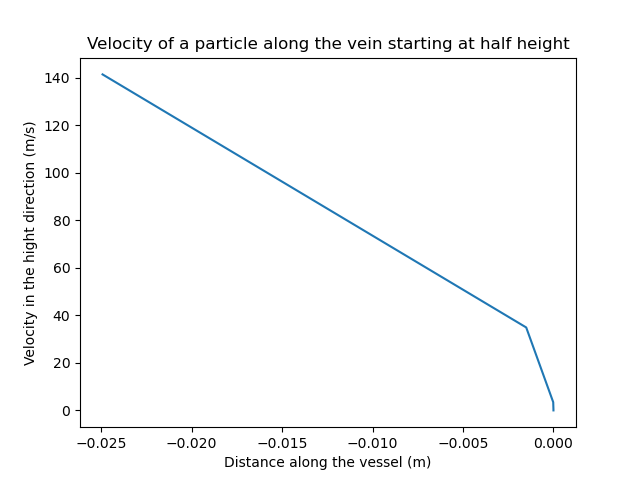 Velocity of a particle along the vein starting at half height
Velocity in the hight direction (m/s)
140
120
100
80
60
40
20
0
−0.025 −0.020 −0.015 −0.010 −0.005 0.000
Distance along the vessel (m)